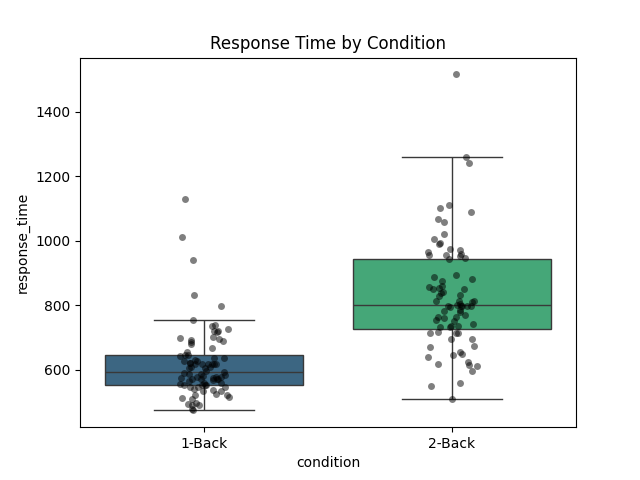 Response Time by Condition
response_time
1400
1200
1000
800
600
1-Back
2-Back
condition